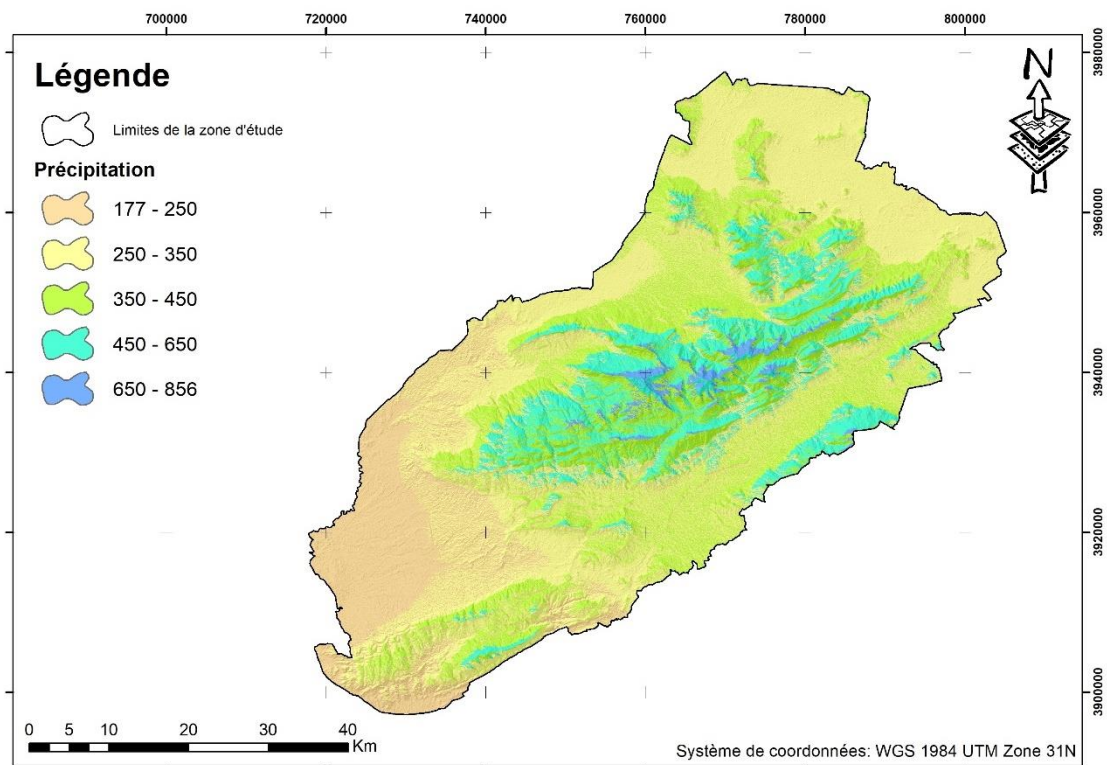 700000 720000 740000 760000 780000 800000
3980000
3960000
3940000
3920000
3900000
Légende
Limites de la zone d'étude
Précipitation
177 - 250
250 - 350
350 - 450
450 - 650
650 - 856
N
0 5 10 20 30 40
Km
Système de coordonnées: WGS 1984 UTM Zone 31N